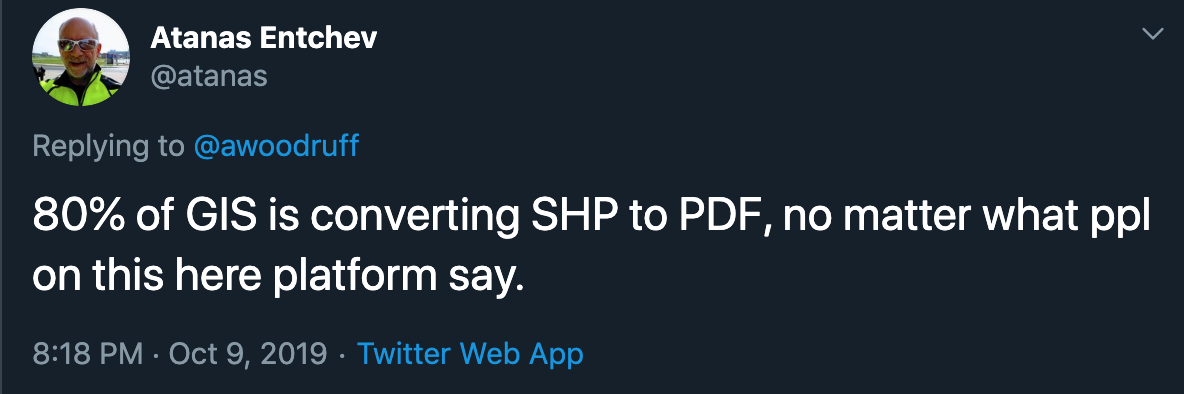 Atanas Entchev
@atanas
Replying to @awoodruff
80% of GIS is converting SHP to PDF, no matter what ppl
on this here platform say.
8:18 PM · Oct 9, 2019 · Twitter Web App